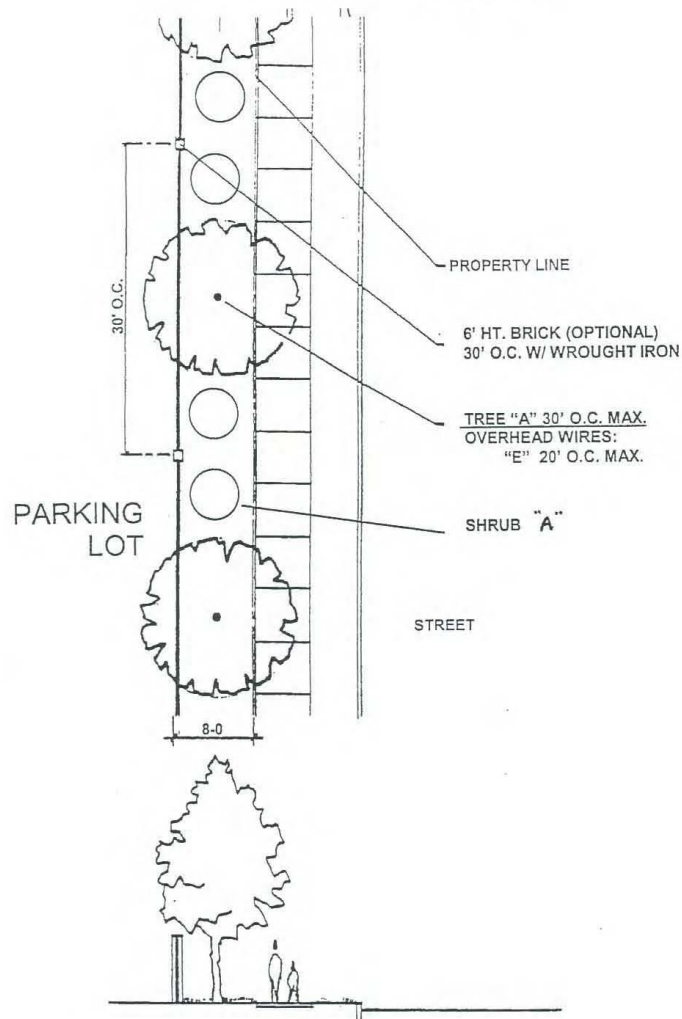 PROPERTY LINE
30' O.C.
6' HT. BRICK (OPTIONAL)
30' O.C. W/ WROUGHT IRON
TREE "A" 30' O.C. MAX.
OVERHEAD WIRES:
"E" 20' O.C. MAX.
PARKING
LOT
SHRUB "A"
STREET
8-0